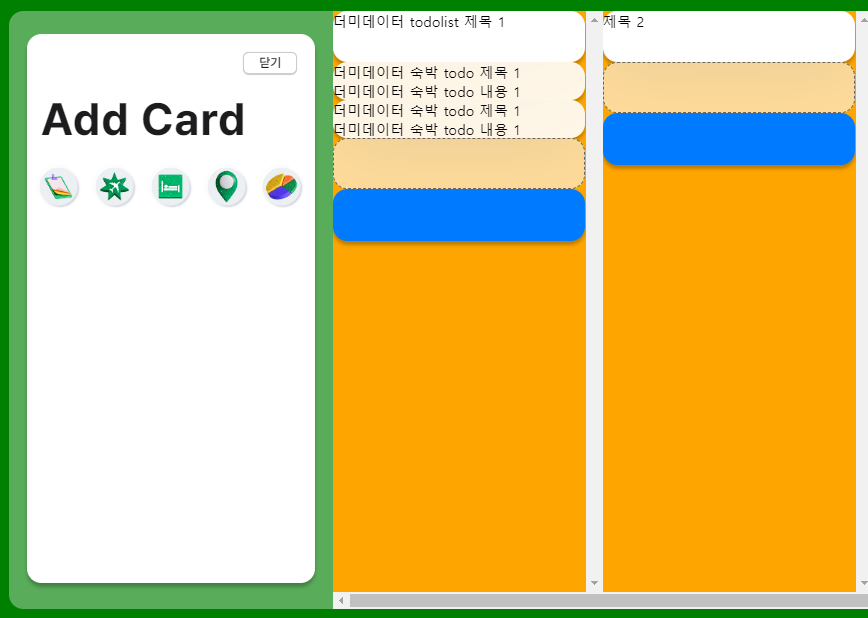 닫기
Add Card
더미데이터 todolist 제목 1
더미데이터 숙박 todo 제목 1
더미데이터 숙박 todo 내용 1
더미데이터 숙박 todo 제목 1
더미데이터 숙박 todo 내용 1
제목 2